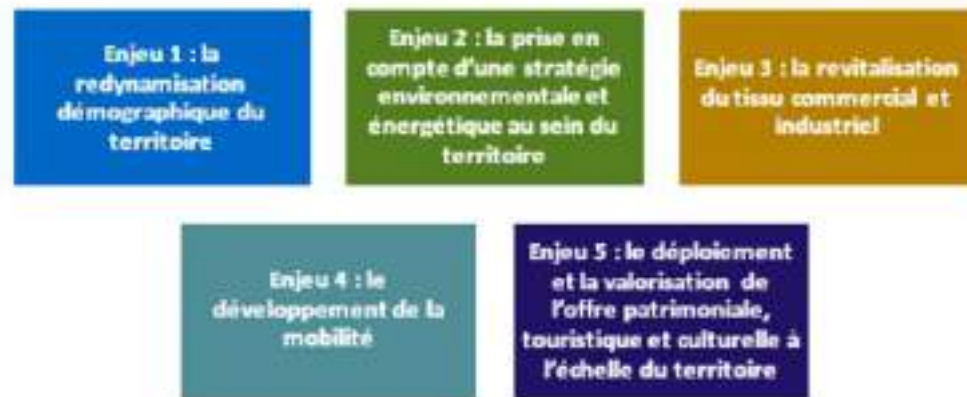 Enjeu 1 : la
redynamisation
démographique du
territoire
Enjeu 2 : la prise en
compte d'une stratégie
environnementale et
énergétique au sein du
territoire
Enjeu 3 : la revitalisation
du tissu commercial et
industriel
Enjeu 4 : le
développement de la
mobilité
Enjeu 5 : le déploiement
et la valorisation de
l'offre patrimoniale,
touristique et culturelle à
l'échelle du territoire